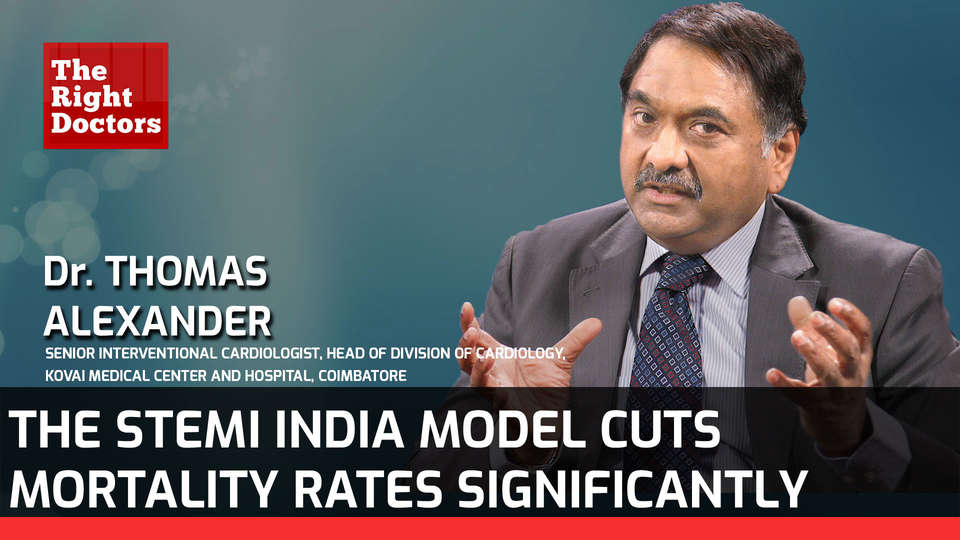 The
Right
Doctors
Dr. THOMAS
ALEXANDER
SENIOR INTERVENTIONAL CARDIOLOGIST, HEAD OF DIVISION OF CARDIOLOGY,
KOVAI MEDICAL CENTER AND HOSPITAL, COIMBATORE
THE STEMI INDIA MODEL CUTS
MORTALITY RATES SIGNIFICANTLY